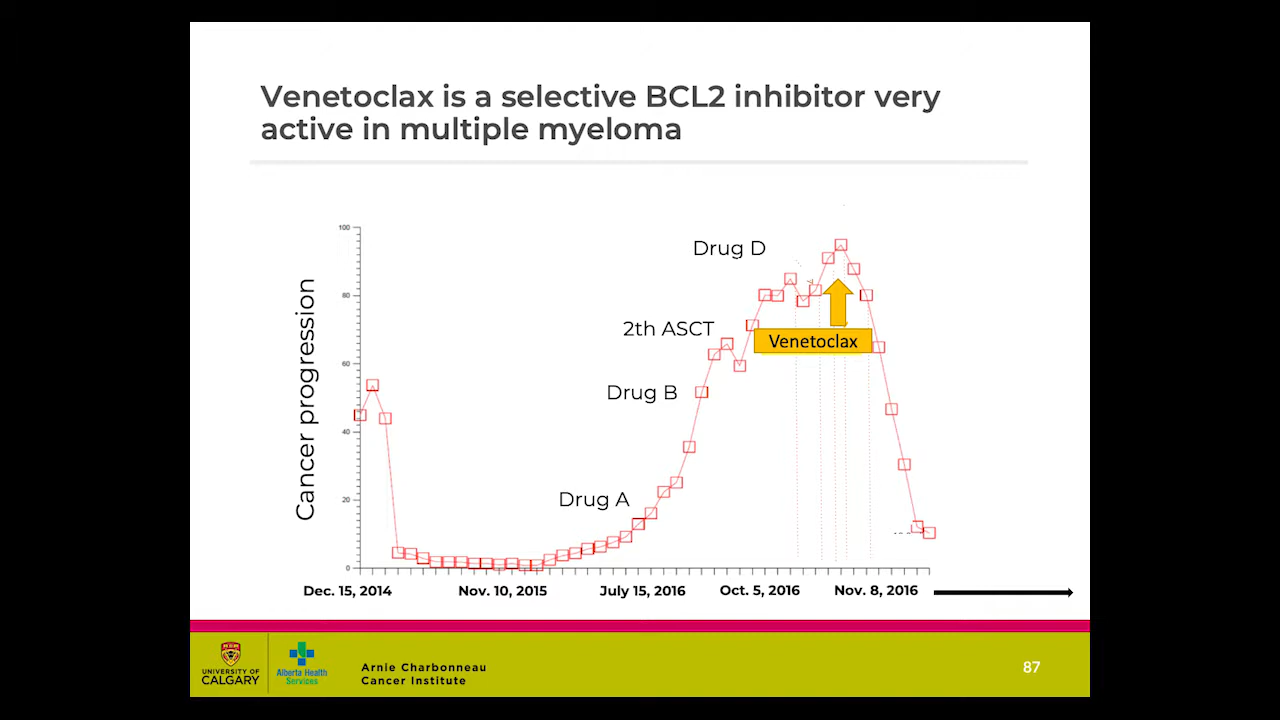 Venetoclax is a selective BCL2 inhibitor very
active in multiple myeloma
Cancer progression
100
80
60
40
20
0
Drug D
2th ASCT
Venetoclax
Drug B
Drug A
Dec. 15, 2014
Nov. 10, 2015
July 15, 2016
Oct. 5, 2016
Nov. 8, 2016
UNIVERSITY OF
CALGARY
Alberta Health
Services
Arnie Charbonneau
Cancer Institute
87